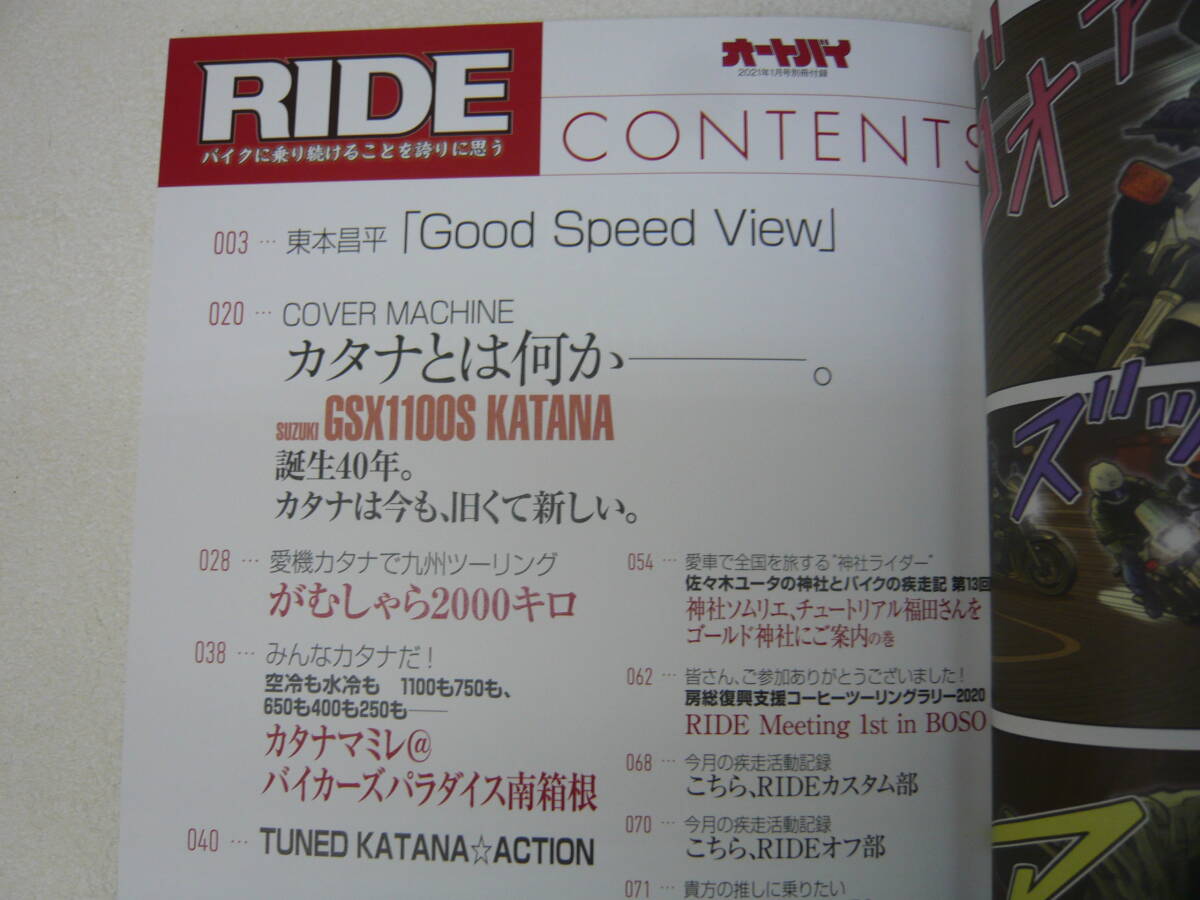 RIDE
バイクに乗り続けることを誇りに思う
オートバイ
2021年1月号別冊付録
CONTENTS
003 … 東本昌平「Good Speed View」
020 … COVER MACHINE
カタナとは何か――――。
SUZUKI GSX1100S KATANA
誕生40年。
カタナは今も、旧くて新しい。
028 … 愛機カタナで九州ツーリング
がむしゃら2000キロ
038 … みんなカタナだ！
空冷も水冷も 1100も750も、
650も400も250も――
カタナマミレ@
バイカーズパラダイス南箱根
040 … TUNED KATANA☆ACTION
054 … 愛車で全国を旅する“神社ライダー”
佐々木ユータの神社とバイクの疾走記 第13回
神社ソムリエ、チュートリアル福田さんを
ゴールド神社にご案内の巻
062 … 皆さん、ご参加ありがとうございました！
房総復興支援コーヒーツーリングラリー2020
RIDE Meeting 1st in BOSO
068 … 今月の疾走活動記録
こちら、RIDEカスタム部
070 … 今月の疾走活動記録
こちら、RIDEオフ部
071 … 貴方の推しに乗りたい
ズッ